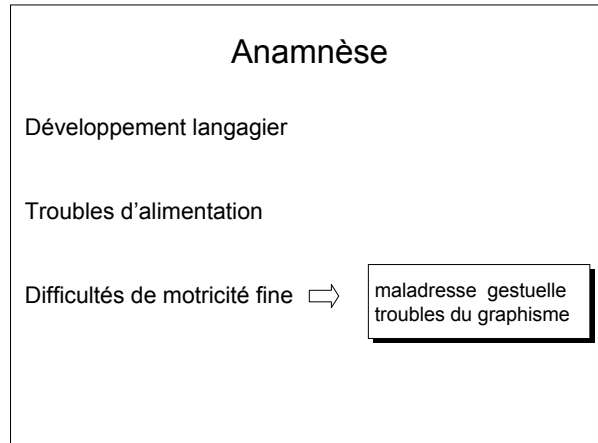 Anamnèse
Développement langagier
Troubles d'alimentation
Difficultés de motricité fine
maladresse gestuelle
troubles du graphisme